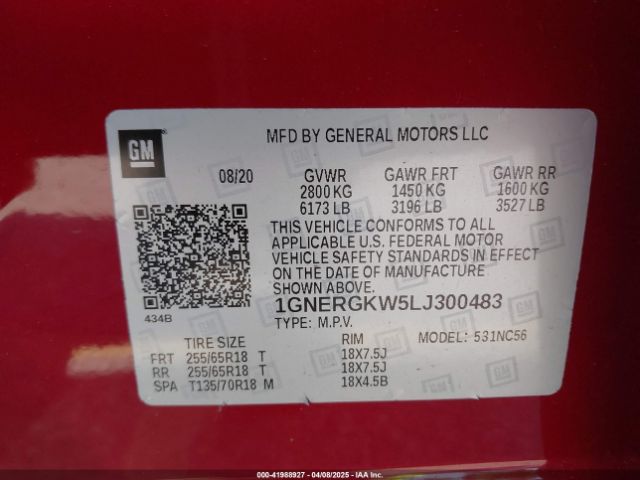 GM
MFD BY GENERAL MOTORS LLC
08/20 GVWR GAWR FRT GAWR RR
2800 KG 1450 KG 1600 KG
6173 LB 3196 LB 3527 LB
THIS VEHICLE CONFORMS TO ALL
APPLICABLE U.S. FEDERAL MOTOR
VEHICLE SAFETY STANDARDS IN EFFECT
ON THE DATE OF MANUFACTURE
SHOWN ABOVE.
1GNERGKW5LJ300483
434B TYPE: M.P.V. MODEL: 531NC56
TIRE SIZE RIM
FRT 255/65R18 T 18X7.5J
RR 255/65R18 T 18X7.5J
SPA T135/70R18 M 18X4.5B
000-41988927 - 04/08/2025 - IAAI.COM